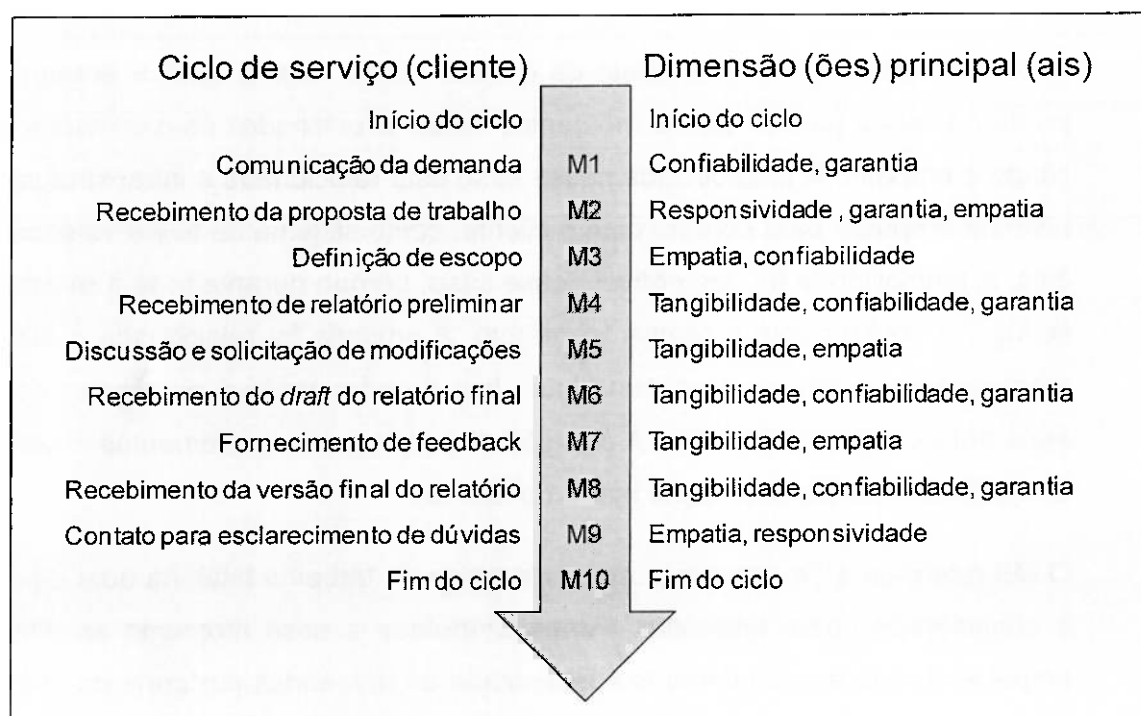 Ciclo de serviço (cliente) Dimensão (ões) principal (ais)
Início do ciclo Início do ciclo
Comunicação da demanda M1 Confiabilidade, garantia
Recebimento da proposta de trabalho M2 Responsividade , garantia, empatia
Definição de escopo M3 Empatia, confiabilidade
Recebimento de relatório preliminar M4 Tangibilidade, confiabilidade, garantia
Discussão e solicitação de modificações M5 Tangibilidade, empatia
Recebimento do draft do relatório final M6 Tangibilidade, confiabilidade, garantia
Fornecimento de feedback M7 Tangibilidade, empatia
Recebimento da versão final do relatório M8 Tangibilidade, confiabilidade, garantia
Contato para esclarecimento de dúvidas M9 Empatia, responsividade
Fim do ciclo M10 Fim do ciclo